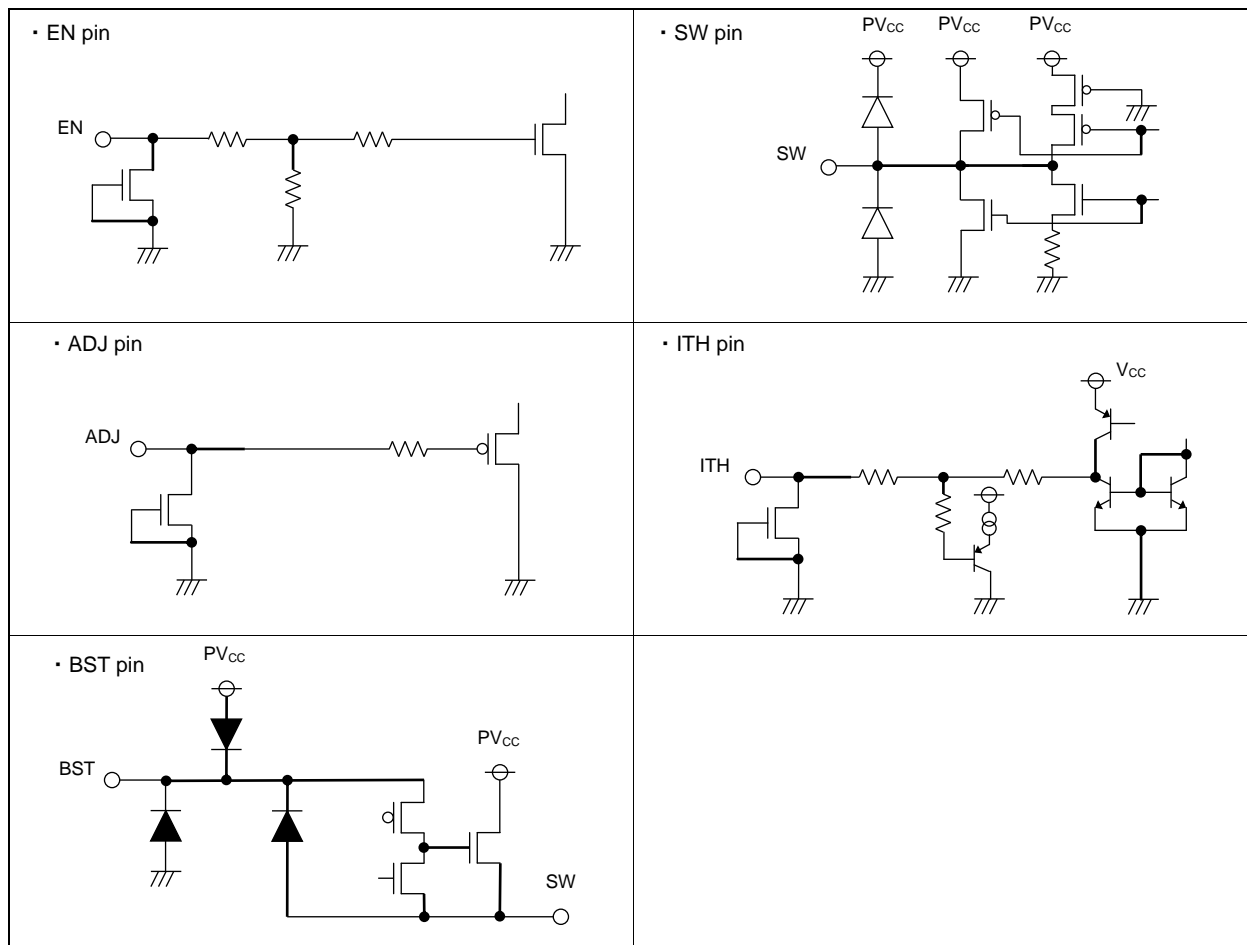 ・EN pin
EN
・SW pin
PVCC PVCC PVCC
SW
・ADJ pin
ADJ
・ITH pin
VCC
ITH
・BST pin
PVCC
PVCC
BST
SW